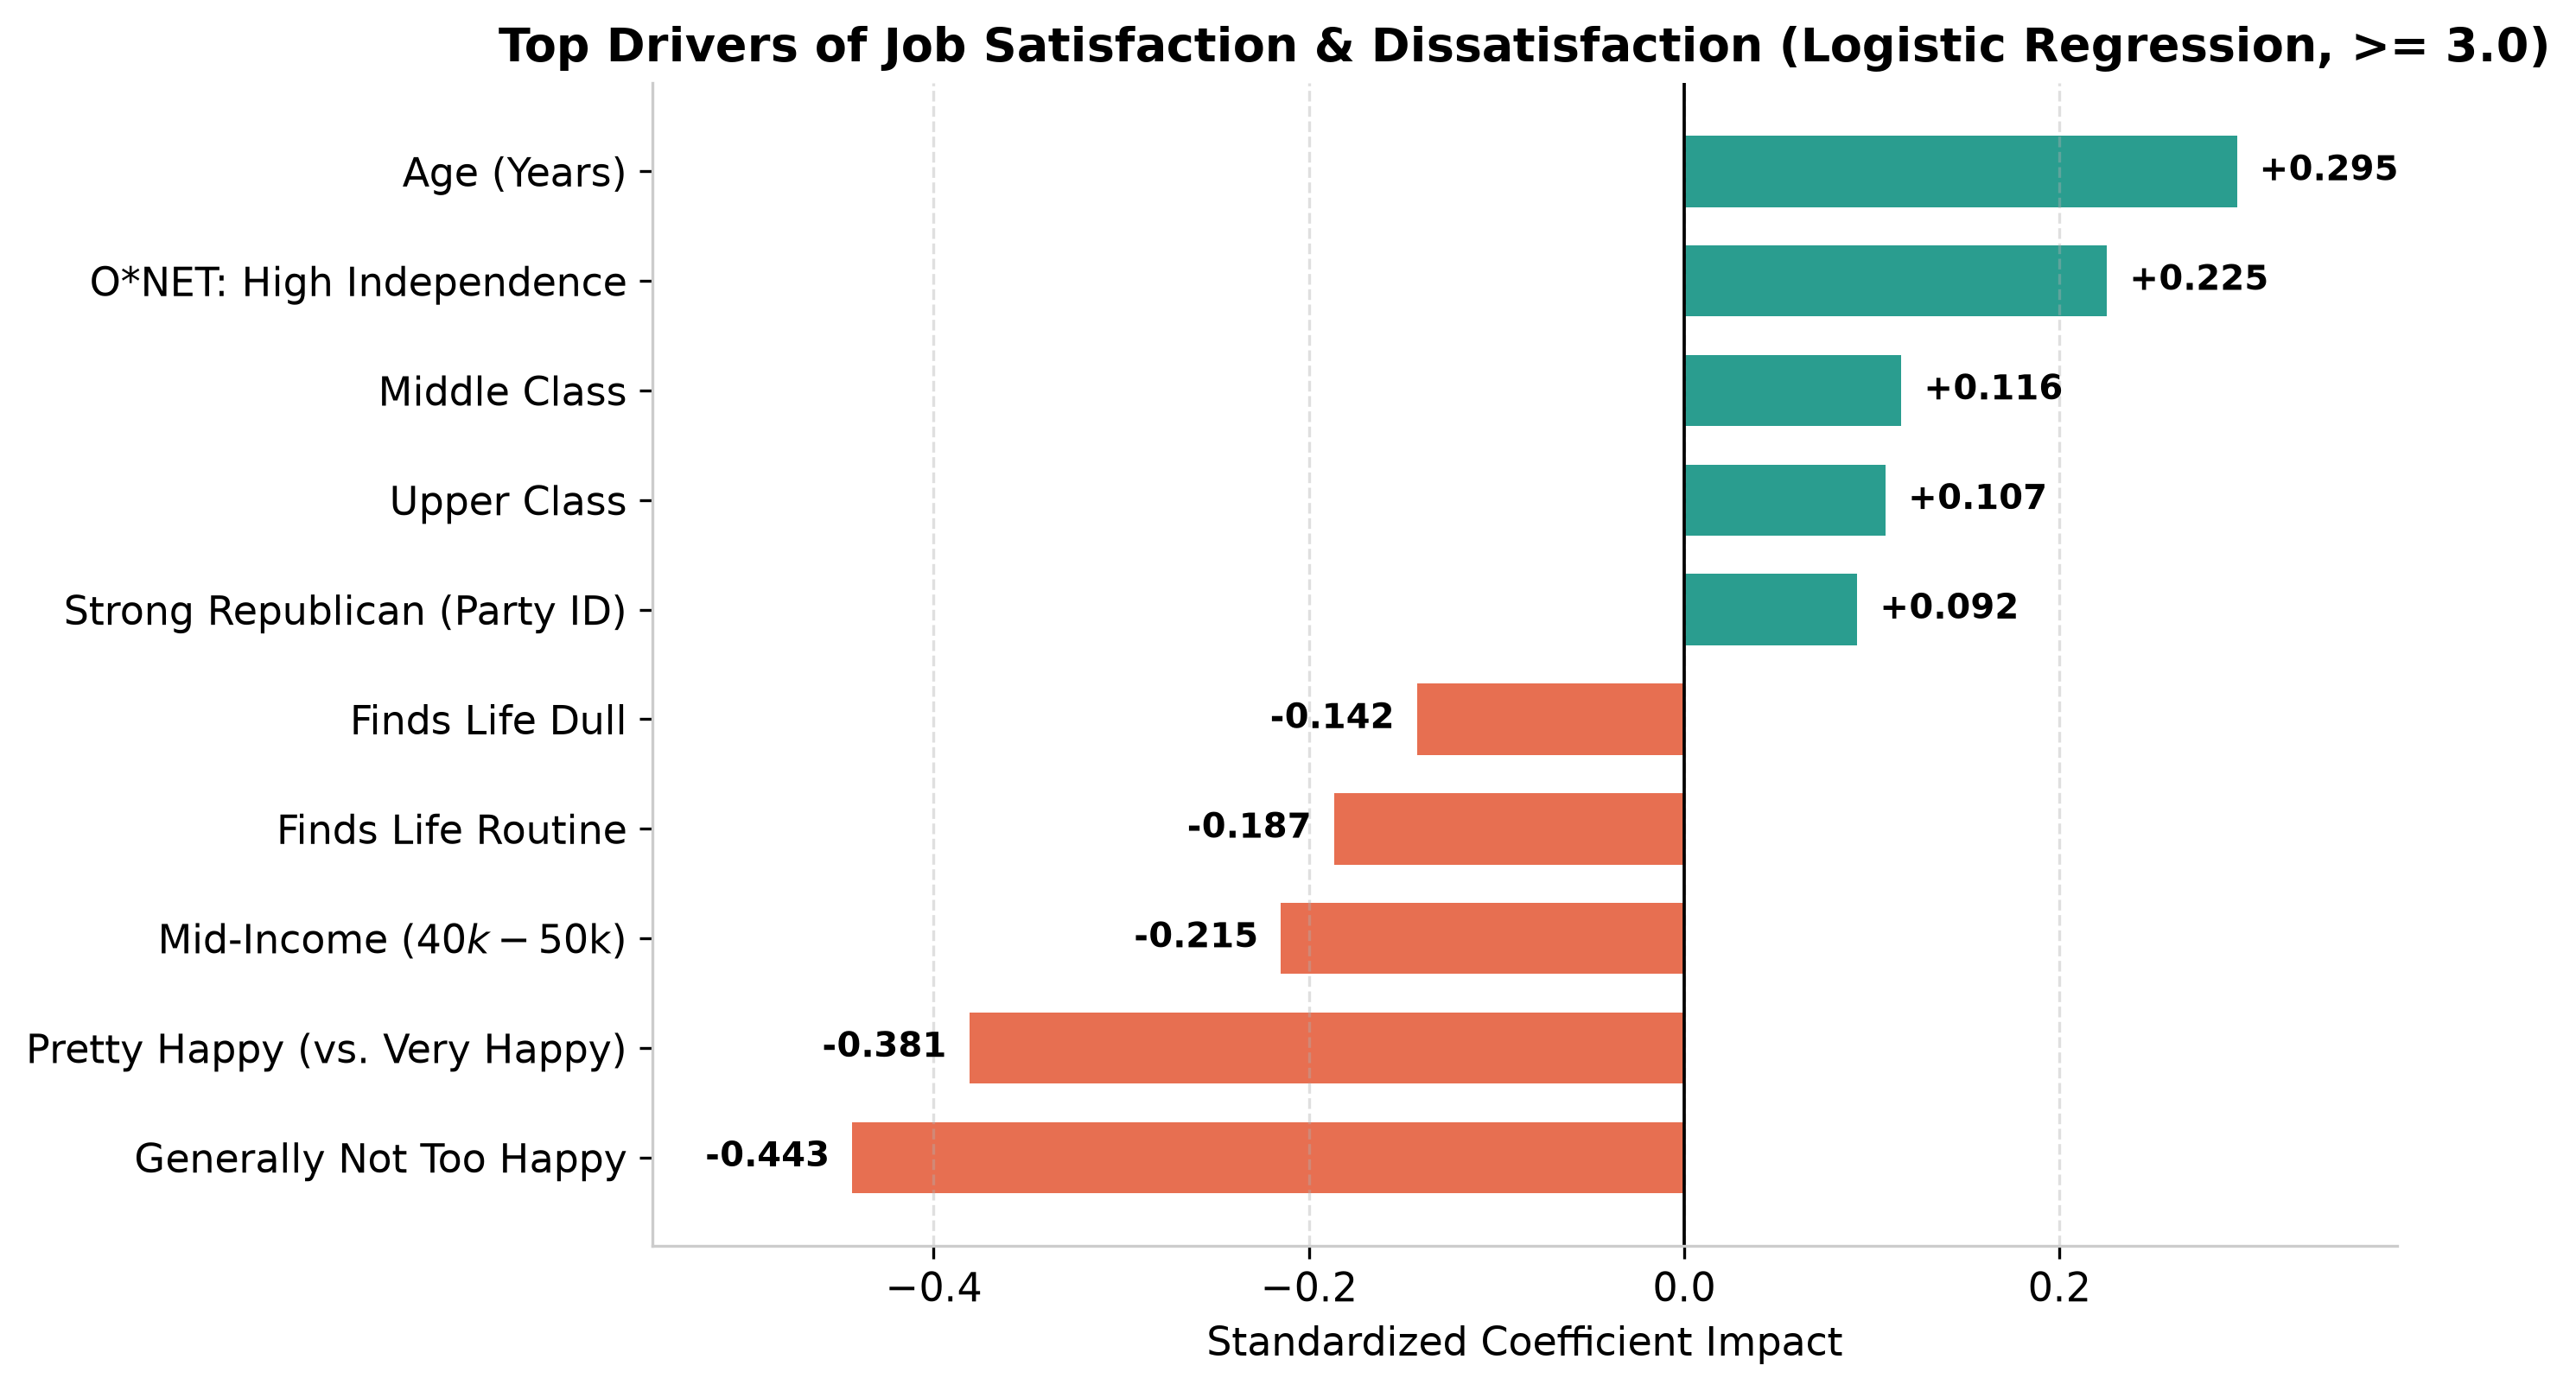 Top Drivers of Job Satisfaction & Dissatisfaction (Logistic Regression, >= 3.0)
Age (Years)
+0.295
O*NET: High Independence
+0.225
Middle Class
+0.116
Upper Class
+0.107
Strong Republican (Party ID)
+0.092
Finds Life Dull
-0.142
Finds Life Routine
-0.187
Mid-Income (40k − 50k)
-0.215
Pretty Happy (vs. Very Happy)
-0.381
Generally Not Too Happy
-0.443
−0.4 −0.2 0.0 0.2
Standardized Coefficient Impact